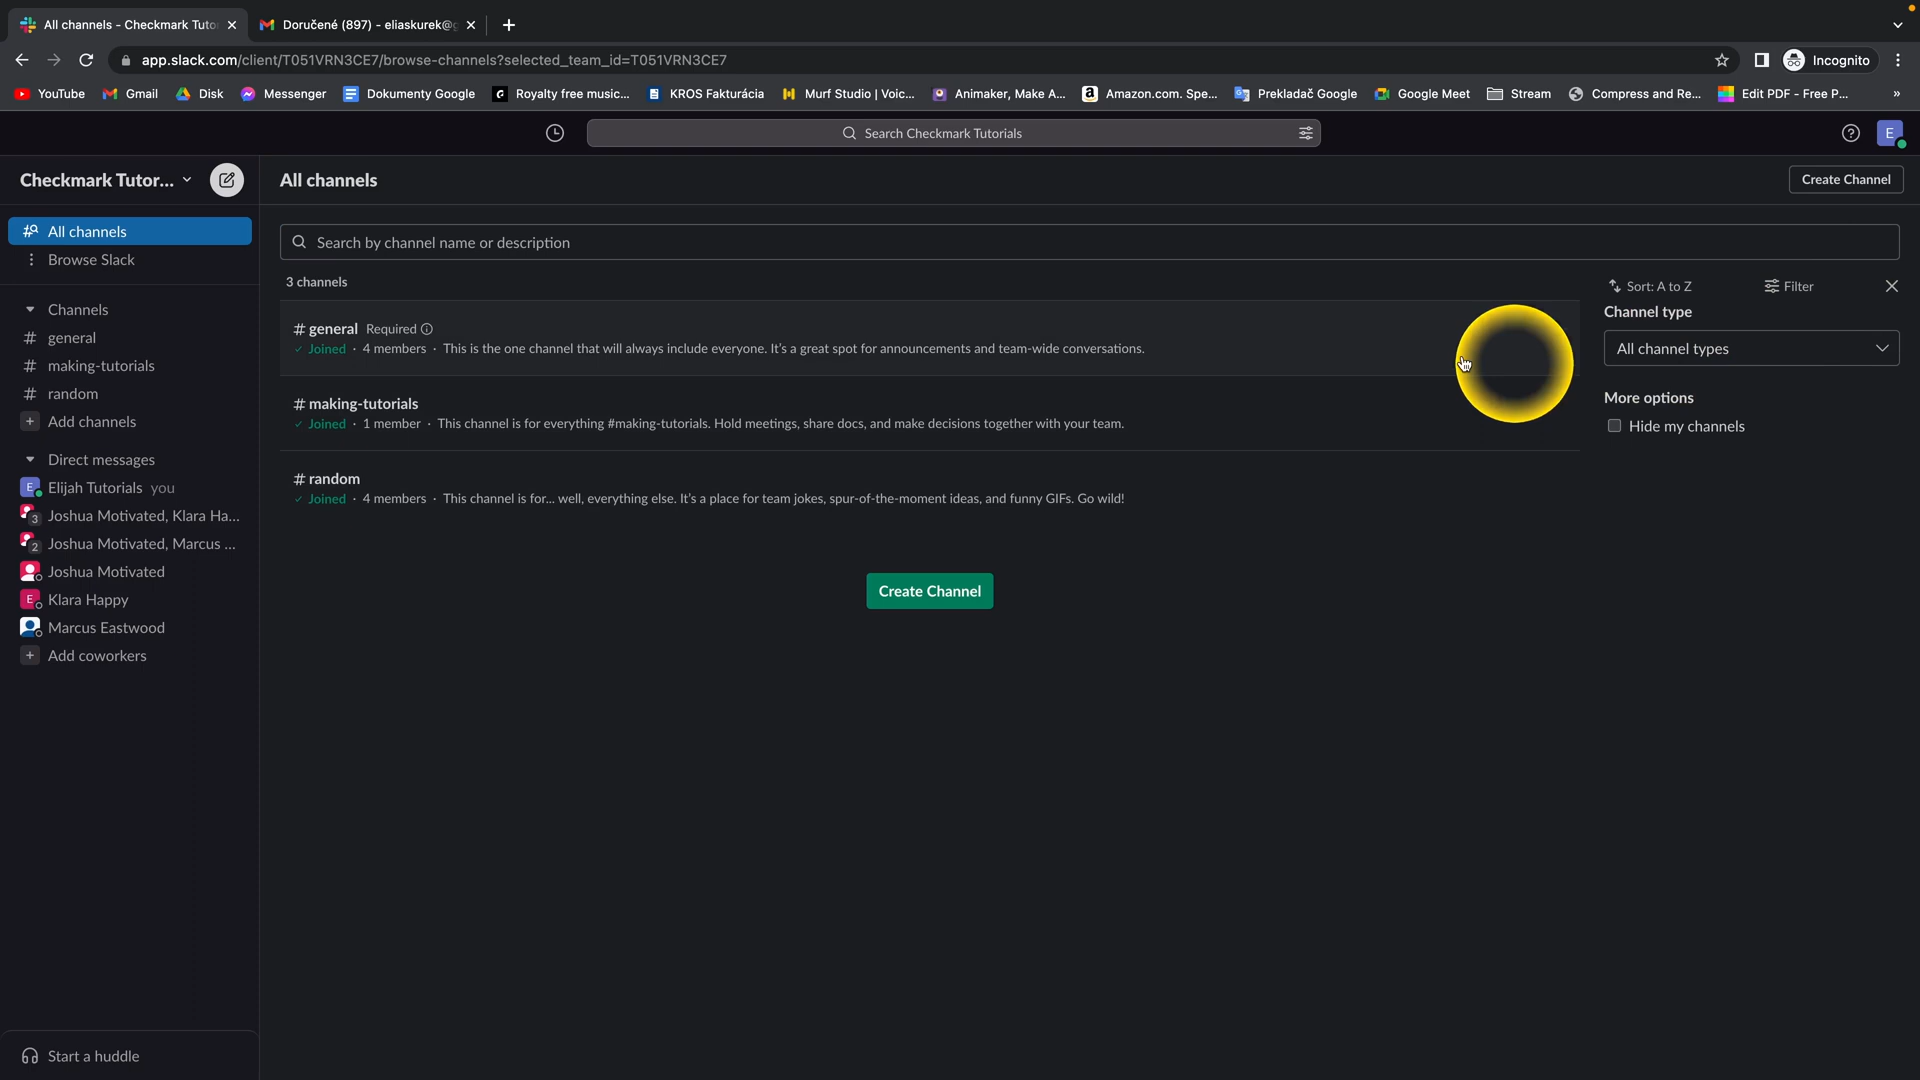 All channels - Checkmark Tuto
Doručené (897) - eliaskurek@g
app.slack.com/client/T051VRN3CE7/browse-channels?selected_team_id=T051VRN3CE7
Incognito
YouTube
Gmail
Disk
Messenger
Dokumenty Google
Royalty free music...
KROS Fakturácia
Murf Studio | Voic...
Animaker, Make A...
Amazon.com. Spe...
Prekladač Google
Google Meet
Stream
Compress and Re...
Edit PDF - Free P...
»
Search Checkmark Tutorials
E
Checkmark Tutor...
All channels
Create Channel
All channels
Browse Slack
Channels
# general
# making-tutorials
# random
+ Add channels
Direct messages
E Elijah Tutorials you
3 Joshua Motivated, Klara Ha...
2 Joshua Motivated, Marcus ...
Joshua Motivated
E Klara Happy
Marcus Eastwood
+ Add coworkers
Start a huddle
Search by channel name or description
3 channels
Sort: A to Z
Filter
# general Required
✓ Joined · 4 members · This is the one channel that will always include everyone. It's a great spot for announcements and team-wide conversations.
# making-tutorials
✓ Joined · 1 member · This channel is for everything #making-tutorials. Hold meetings, share docs, and make decisions together with your team.
# random
✓ Joined · 4 members · This channel is for... well, everything else. It's a place for team jokes, spur-of-the-moment ideas, and funny GIFs. Go wild!
Create Channel
Channel type
All channel types
More options
Hide my channels